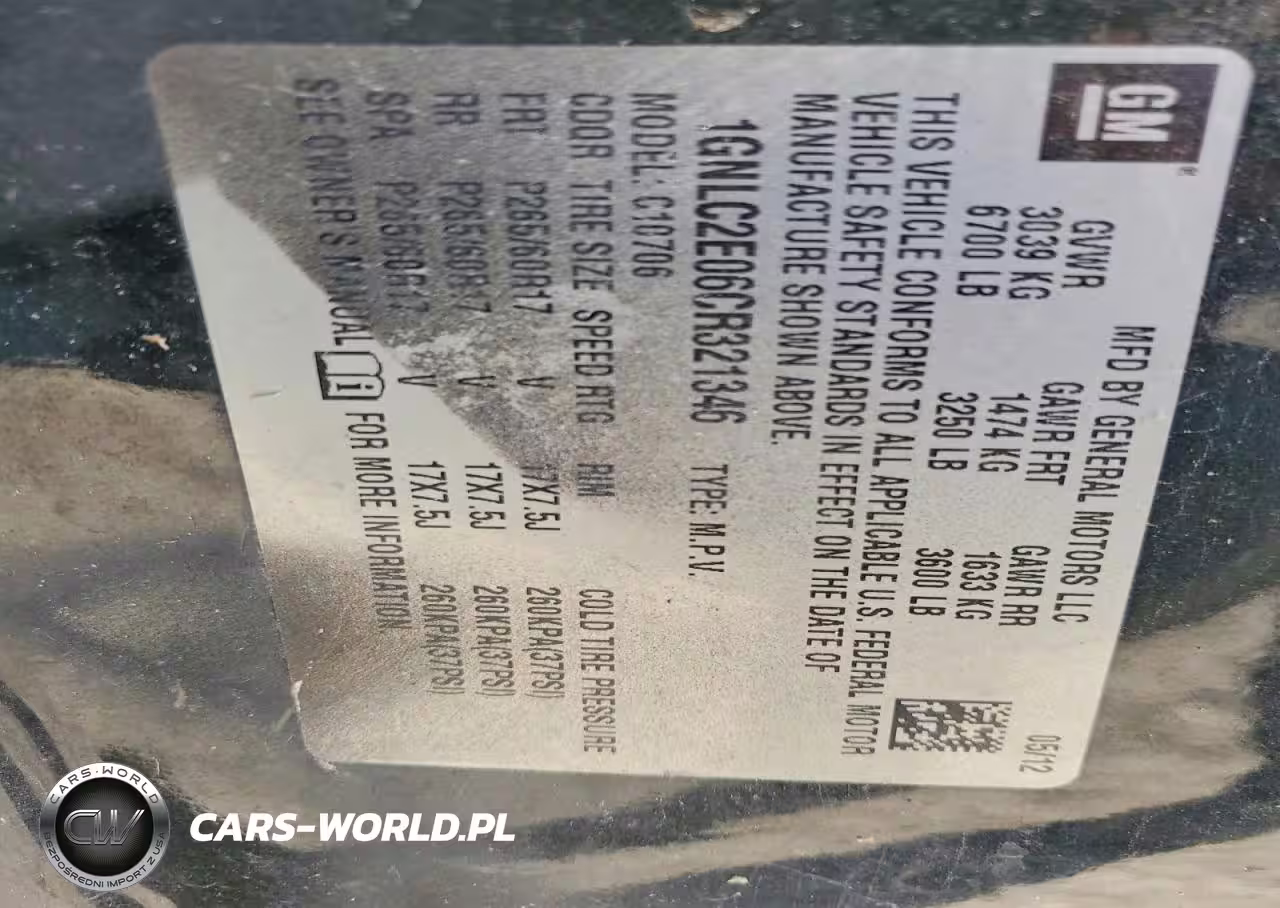 GM
MFD BY GENERAL MOTORS LLC
05/12
GVWR GAWR FRT GAWR RR
3039 KG 1474 KG 1633 KG
6700 LB 3250 LB 3600 LB
THIS VEHICLE CONFORMS TO ALL APPLICABLE U.S. FEDERAL MOTOR
VEHICLE SAFETY STANDARDS IN EFFECT ON THE DATE OF
MANUFACTURE SHOWN ABOVE.
1GNLC2E06CR321346 TYPE: M.P.V.
MODEL: C10706
CDOR TIRE SIZE SPEED RTG RIM COLD TIRE PRESSURE
FRT P265/60R17 V 17X7.5J 260KPA(37PSI)
RR P265/60R17 V 17X7.5J 260KPA(37PSI)
SPA P265/60R17 V 17X7.5J 260KPA(37PSI)
SEE OWNER'S MANUAL i FOR MORE INFORMATION
CARS-WORLD
CW
BEZPOŚREDNI IMPORT Z USA
CARS-WORLD.PL